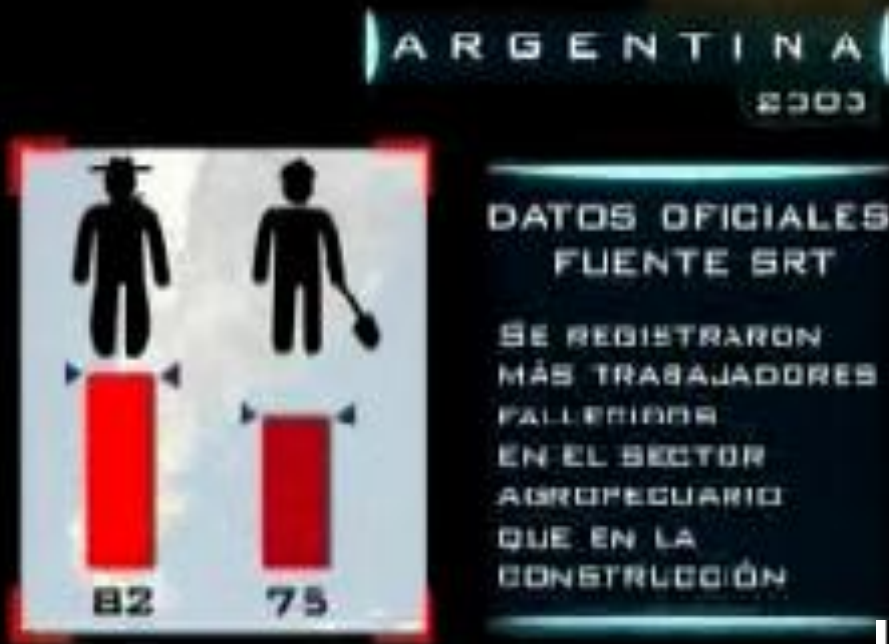 ARGENTINA
2003
DATOS OFICIALES
FUENTE SRT
SE REGISTRARON
MÁS TRABAJADORES
FALLECIDOS
EN EL SECTOR
AGROPECUARIO
QUE EN LA
CONSTRUCCIÓN
82 75